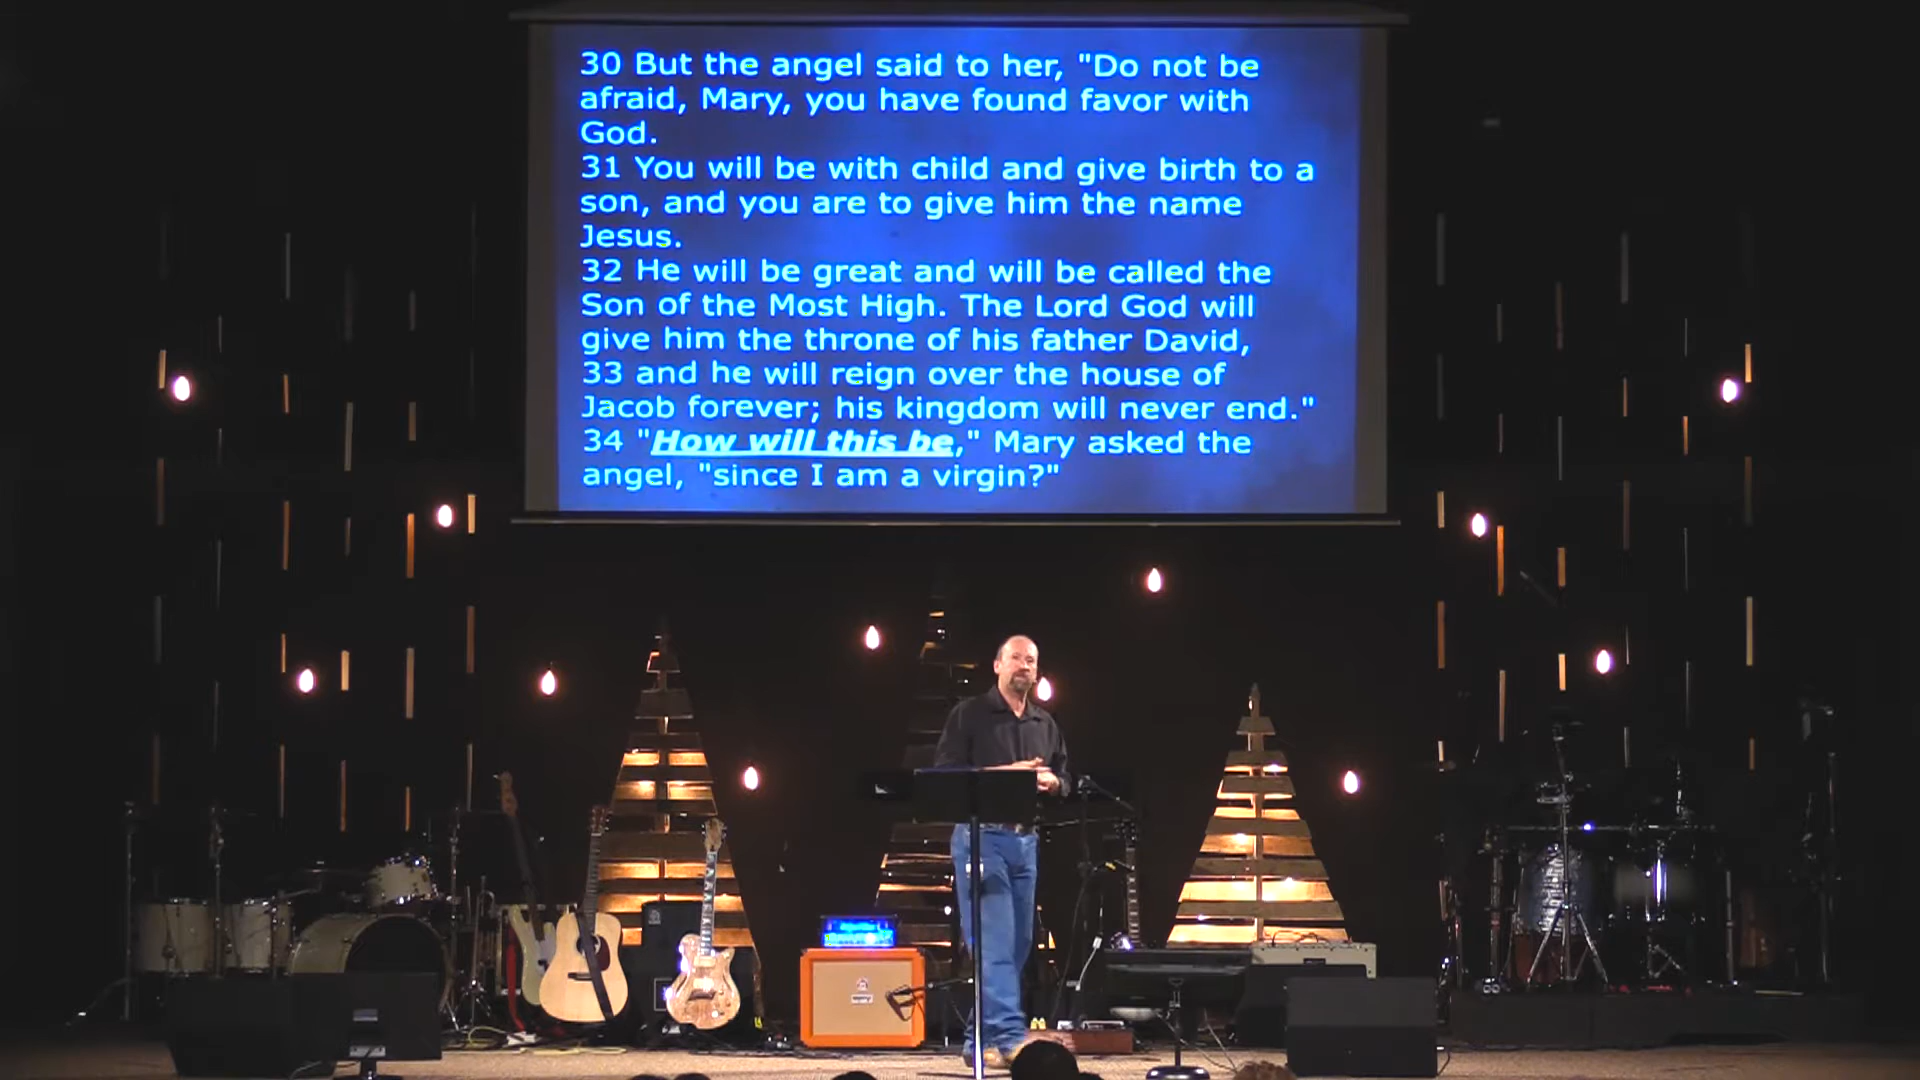 30 But the angel said to her, "Do not be
afraid, Mary, you have found favor with
God.
31 You will be with child and give birth to a
son, and you are to give him the name
Jesus.
32 He will be great and will be called the
Son of the Most High. The Lord God will
give him the throne of his father David,
33 and he will reign over the house of
Jacob forever; his kingdom will never end."
34 "How will this be," Mary asked the
angel, "since I am a virgin?"